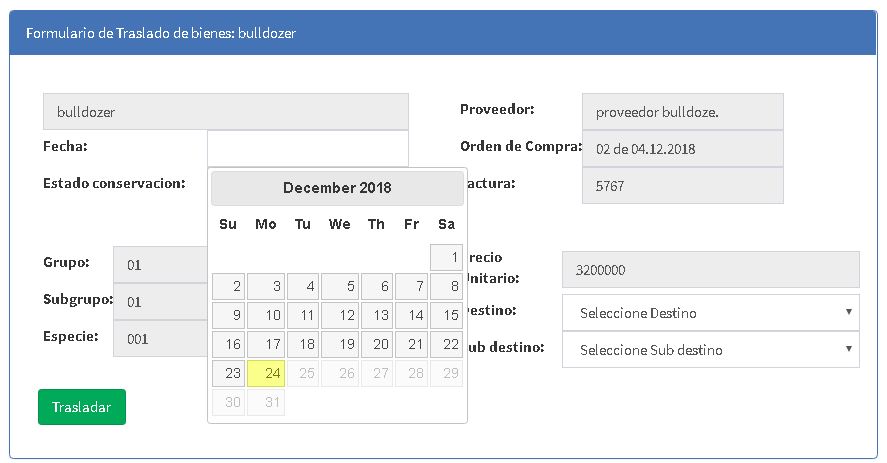 Formulario de Traslado de bienes: bulldozer
bulldozer
Proveedor:
proveedor bulldoze.
Fecha:
Orden de Compra:
02 de 04.12.2018
Estado conservacion:
actura:
5767
December 2018
Su Mo Tu We Th Fr Sa
1
2 3 4 5 6 7 8
9 10 11 12 13 14 15
16 17 18 19 20 21 22
23 24 25 26 27 28 29
30 31
Grupo:
01
recio
nitario:
3200000
Subgrupo:
01
estino:
Seleccione Destino
Especie:
001
ub destino:
Seleccione Sub destino
Trasladar